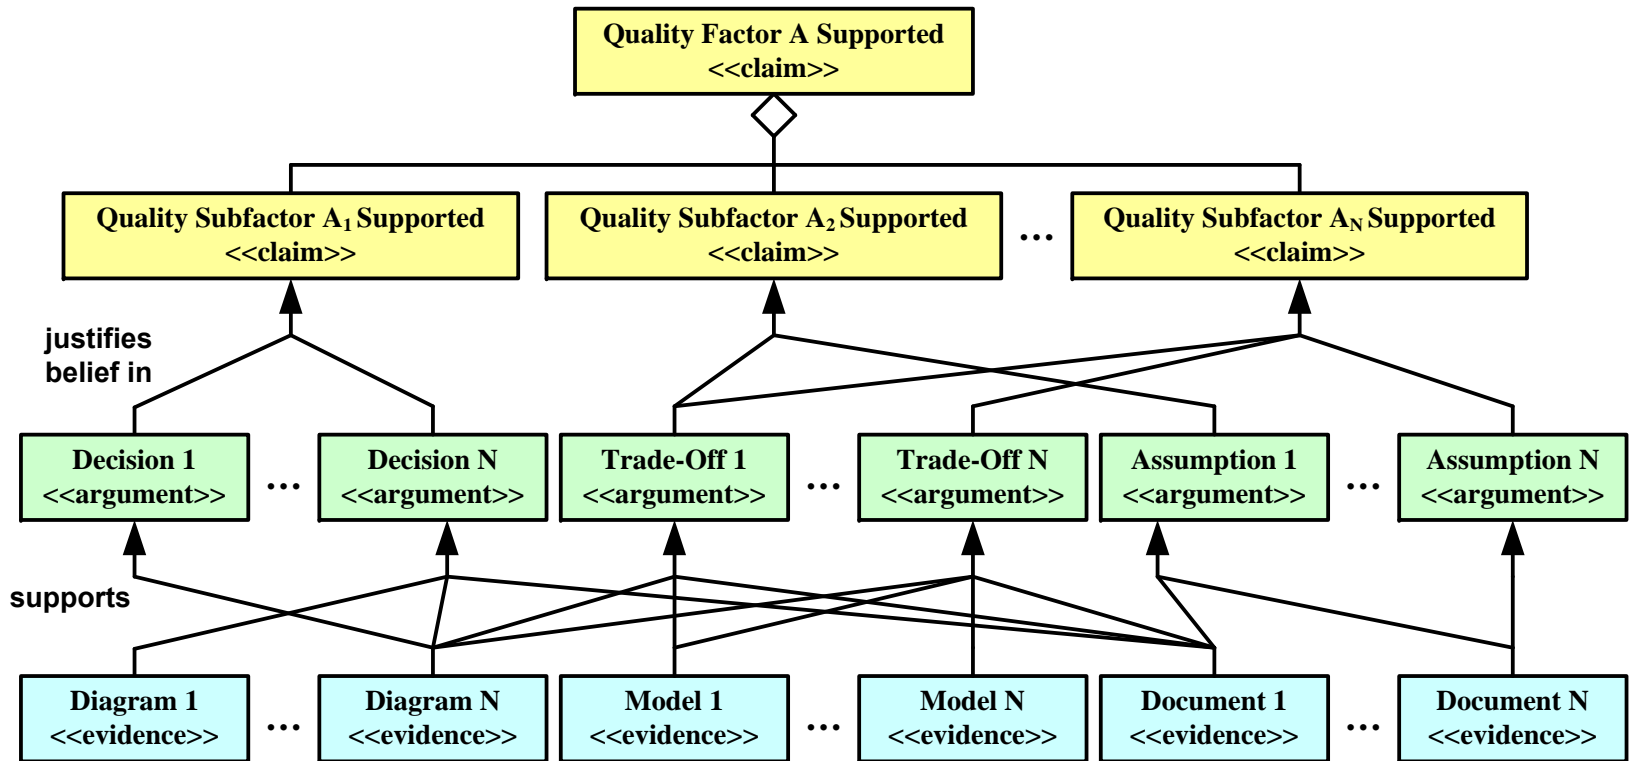 Quality Factor A Supported
<<claim>>
Quality Subfactor A₁ Supported
<<claim>>
Quality Subfactor A₂ Supported
<<claim>>
...
Quality Subfactor Aₙ Supported
<<claim>>
justifies
belief in
Decision 1
<<argument>>
...
Decision N
<<argument>>
Trade-Off 1
<<argument>>
...
Trade-Off N
<<argument>>
Assumption 1
<<argument>>
...
Assumption N
<<argument>>
supports
Diagram 1
<<evidence>>
...
Diagram N
<<evidence>>
Model 1
<<evidence>>
...
Model N
<<evidence>>
Document 1
<<evidence>>
...
Document N
<<evidence>>